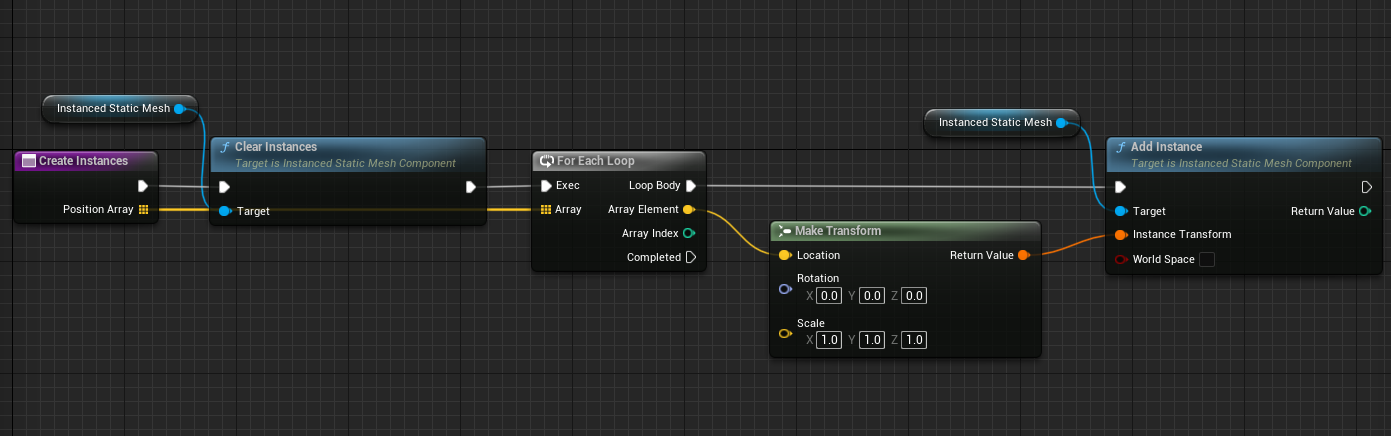 Instanced Static Mesh
Create Instances
Position Array
Clear Instances
Target is Instanced Static Mesh Component
Target
For Each Loop
Exec
Loop Body
Array
Array Element
Array Index
Completed
Make Transform
Location
Return Value
Rotation
X 0.0 Y 0.0 Z 0.0
Scale
X 1.0 Y 1.0 Z 1.0
Instanced Static Mesh
Add Instance
Target is Instanced Static Mesh Component
Target
Return Value
Instance Transform
World Space